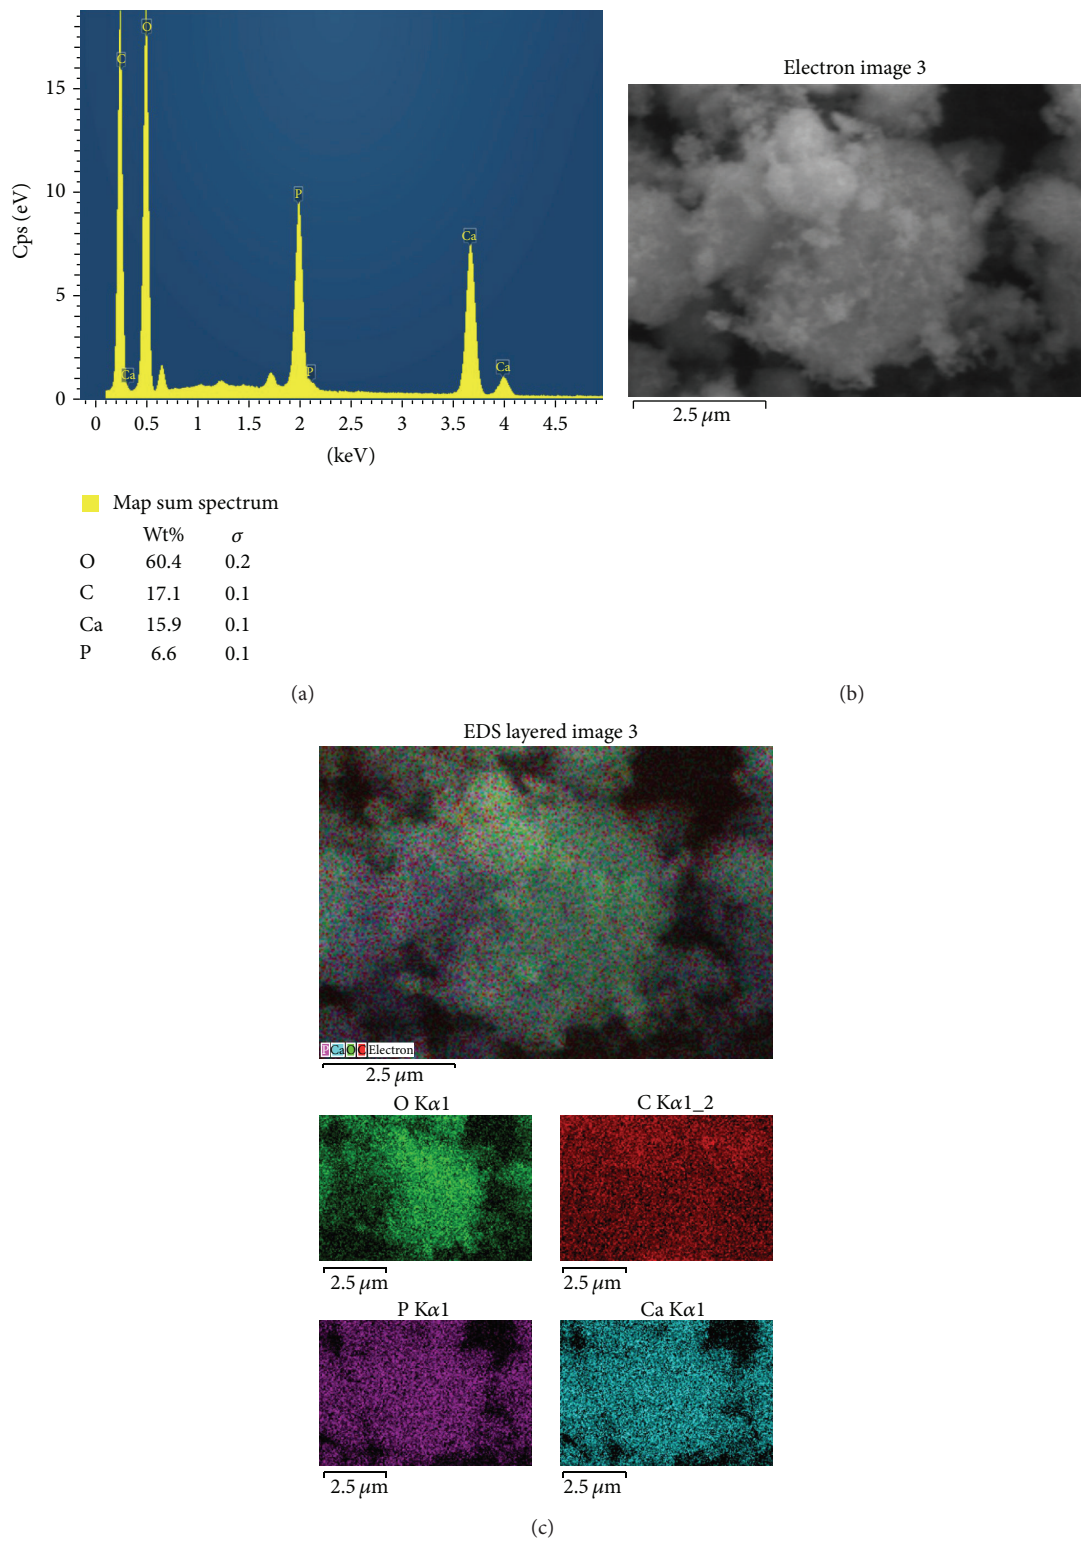 C
O
P
Ca
Ca
P
Ca
15
10
5
0
Cps (eV)
0 0.5 1 1.5 2 2.5 3 3.5 4 4.5
(keV)
Map sum spectrum
Wt% σ
O 60.4 0.2
C 17.1 0.1
Ca 15.9 0.1
P 6.6 0.1
(a)
Electron image 3
2.5 μm
(b)
EDS layered image 3
P Ca O C Electron
2.5 μm
O Kα1
2.5 μm
C Kα1_2
2.5 μm
P Kα1
2.5 μm
Ca Kα1
2.5 μm
(c)